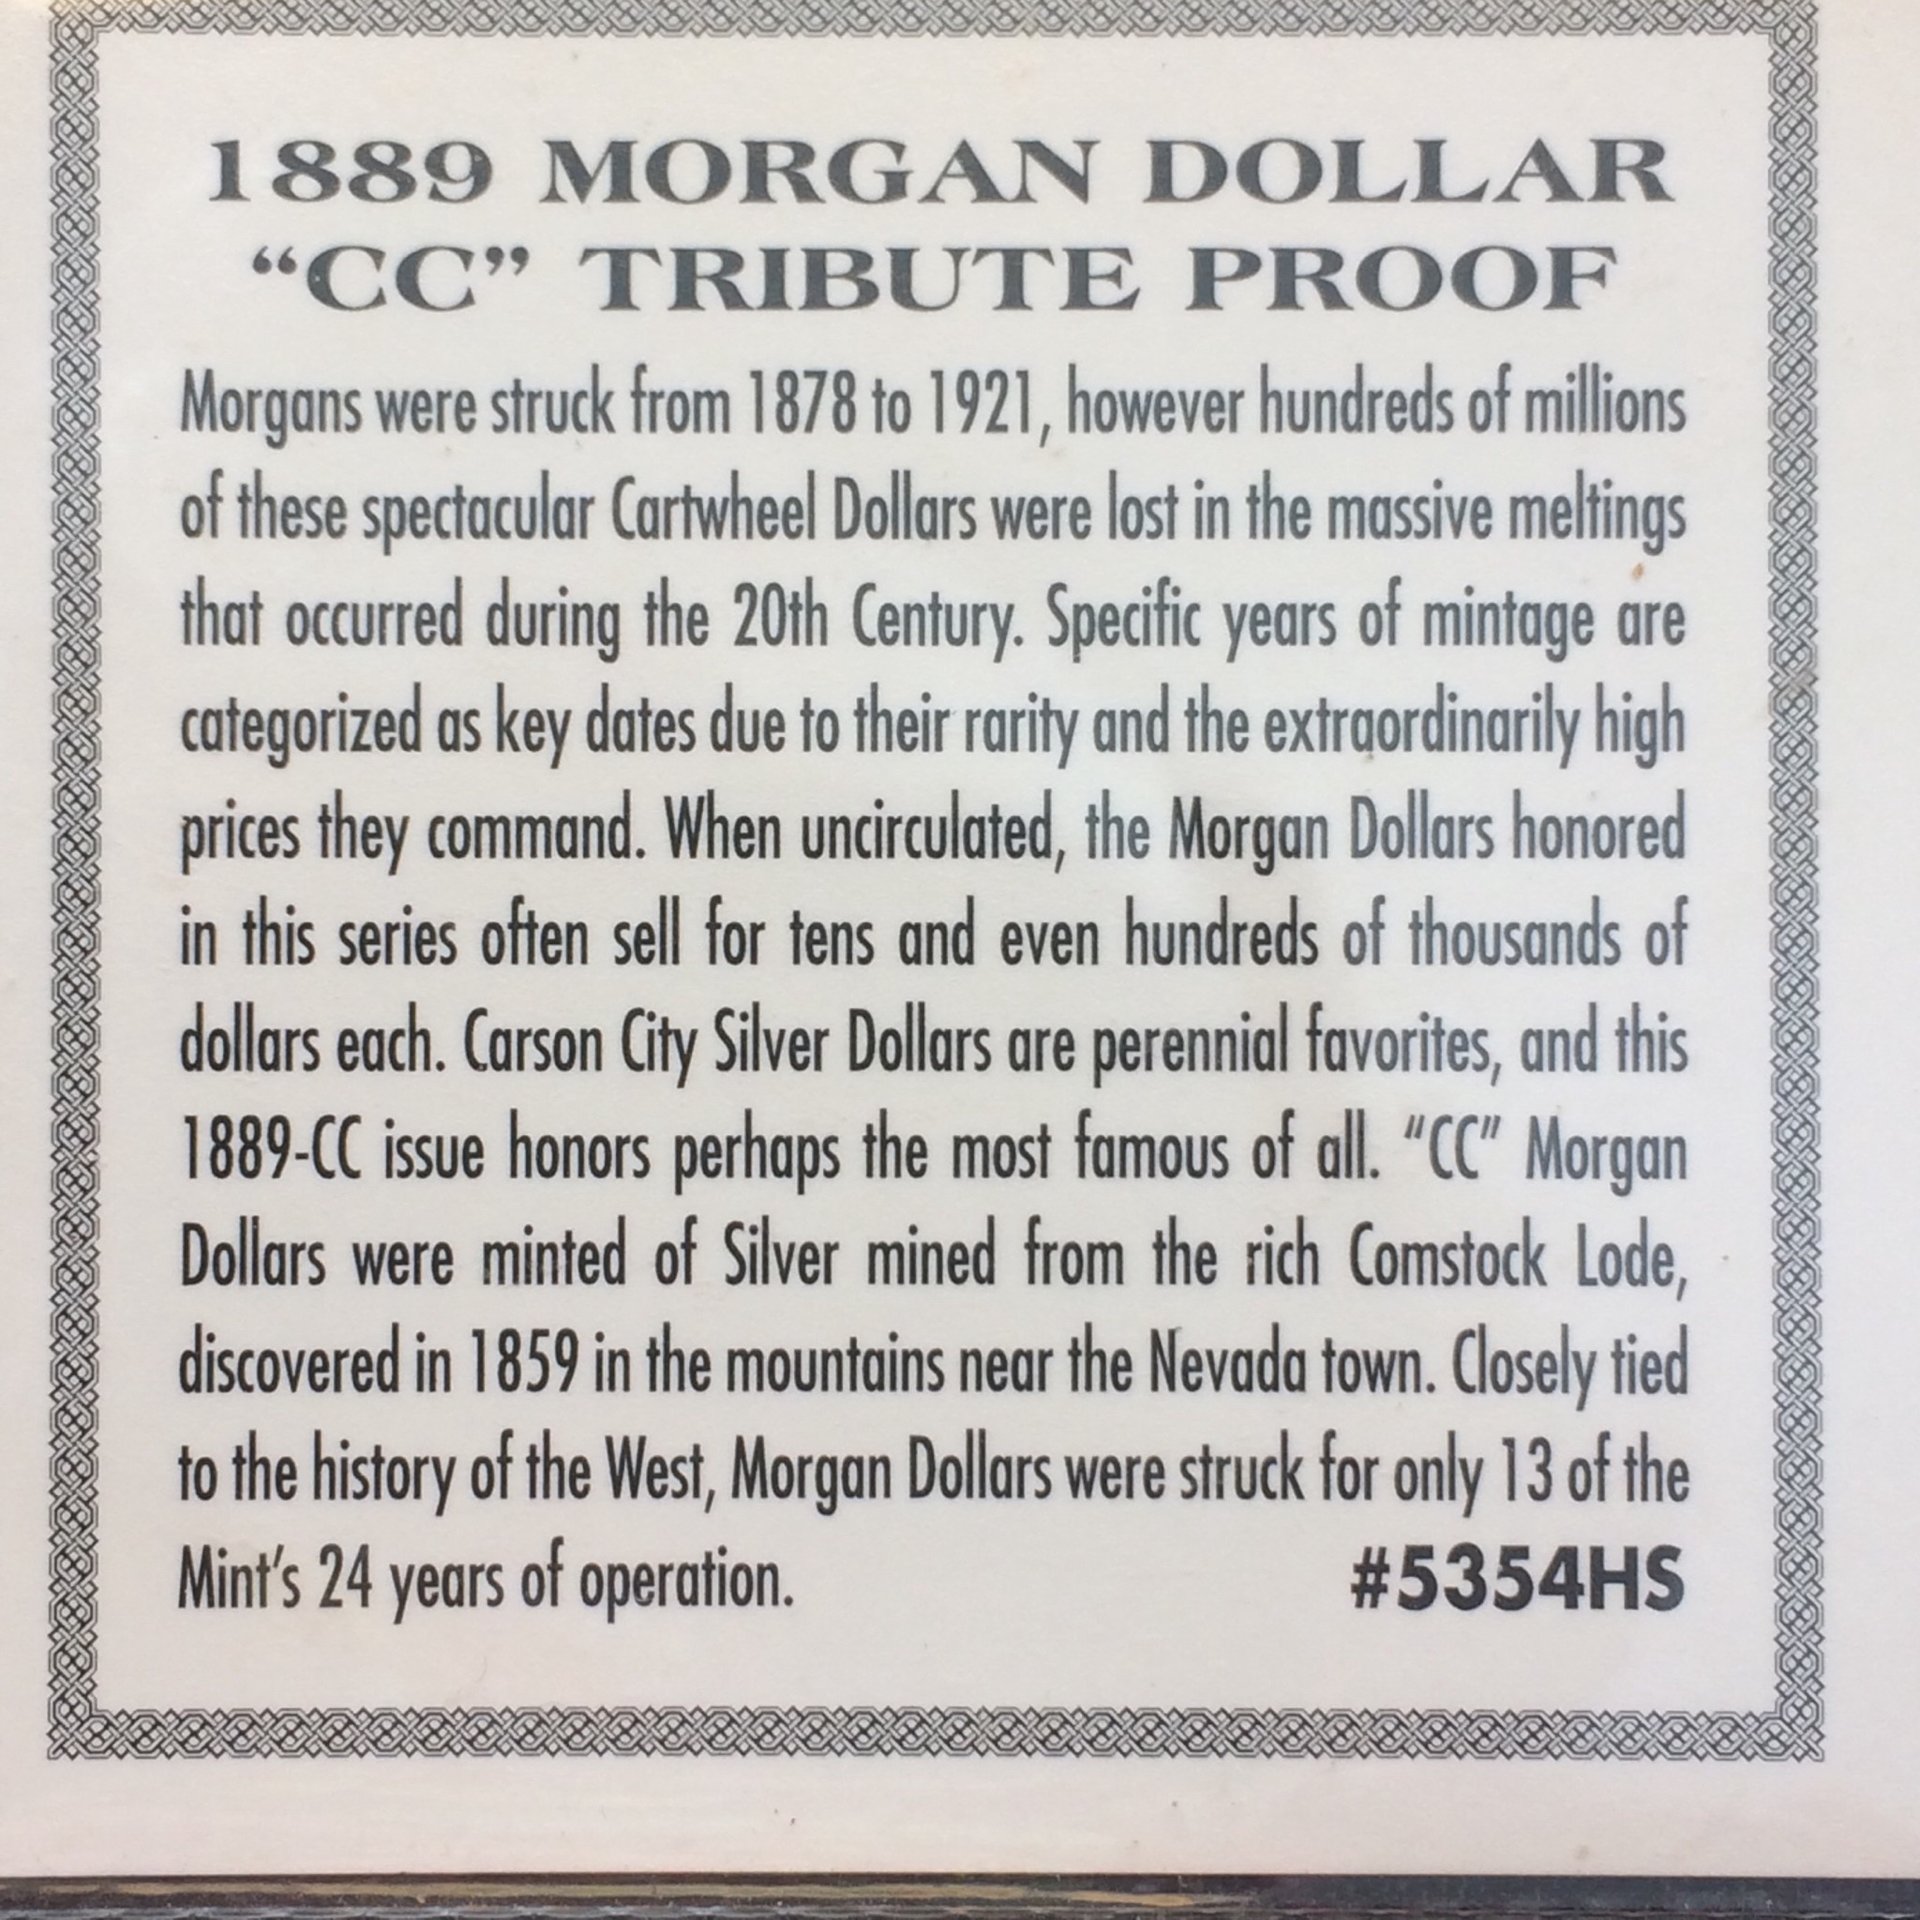 1889 MORGAN DOLLAR
“CC” TRIBUTE PROOF
Morgans were struck from 1878 to 1921, however hundreds of millions
of these spectacular Cartwheel Dollars were lost in the massive meltings
that occurred during the 20th Century. Specific years of mintage are
categorized as key dates due to their rarity and the extraordinarily high
prices they command. When uncirculated, the Morgan Dollars honored
in this series often sell for tens and even hundreds of thousands of
dollars each. Carson City Silver Dollars are perennial favorites, and this
1889-CC issue honors perhaps the most famous of all. “CC” Morgan
Dollars were minted of Silver mined from the rich Comstock Lode,
discovered in 1859 in the mountains near the Nevada town. Closely tied
to the history of the West, Morgan Dollars were struck for only 13 of the
Mint’s 24 years of operation. #5354HS